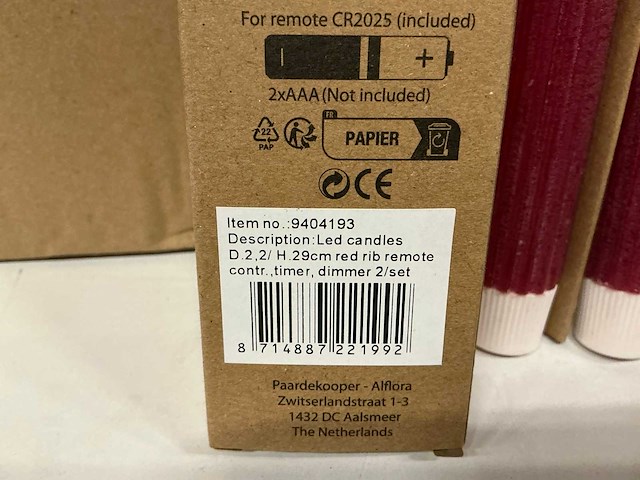 For remote CR2025 (included)
+
2xAAA (Not included)
22
PAP
FR
PAPIER
CE
Item no.:9404193
Description:Led candles
D.2,2/ H.29cm red rib remote
contr.,timer, dimmer 2/set
8 714887 221992
Paardekooper - Alflora
Zwitserlandstraat 1-3
1432 DC Aalsmeer
The Netherlands